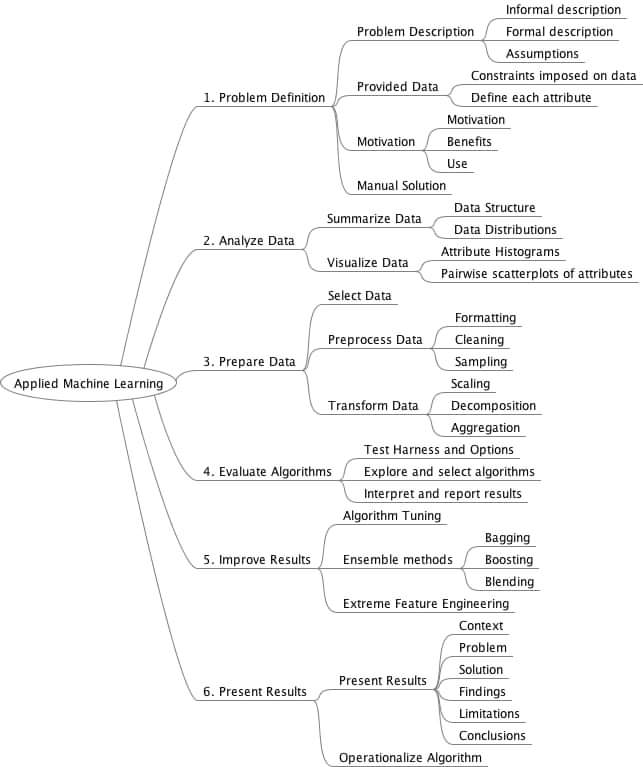 Applied Machine Learning
1. Problem Definition
Problem Description
Informal description
Formal description
Assumptions
Provided Data
Constraints imposed on data
Define each attribute
Motivation
Motivation
Benefits
Use
Manual Solution
2. Analyze Data
Summarize Data
Data Structure
Data Distributions
Visualize Data
Attribute Histograms
Pairwise scatterplots of attributes
3. Prepare Data
Select Data
Preprocess Data
Formatting
Cleaning
Sampling
Transform Data
Scaling
Decomposition
Aggregation
4. Evaluate Algorithms
Test Harness and Options
Explore and select algorithms
Interpret and report results
5. Improve Results
Algorithm Tuning
Ensemble methods
Bagging
Boosting
Blending
Extreme Feature Engineering
6. Present Results
Present Results
Context
Problem
Solution
Findings
Limitations
Conclusions
Operationalize Algorithm